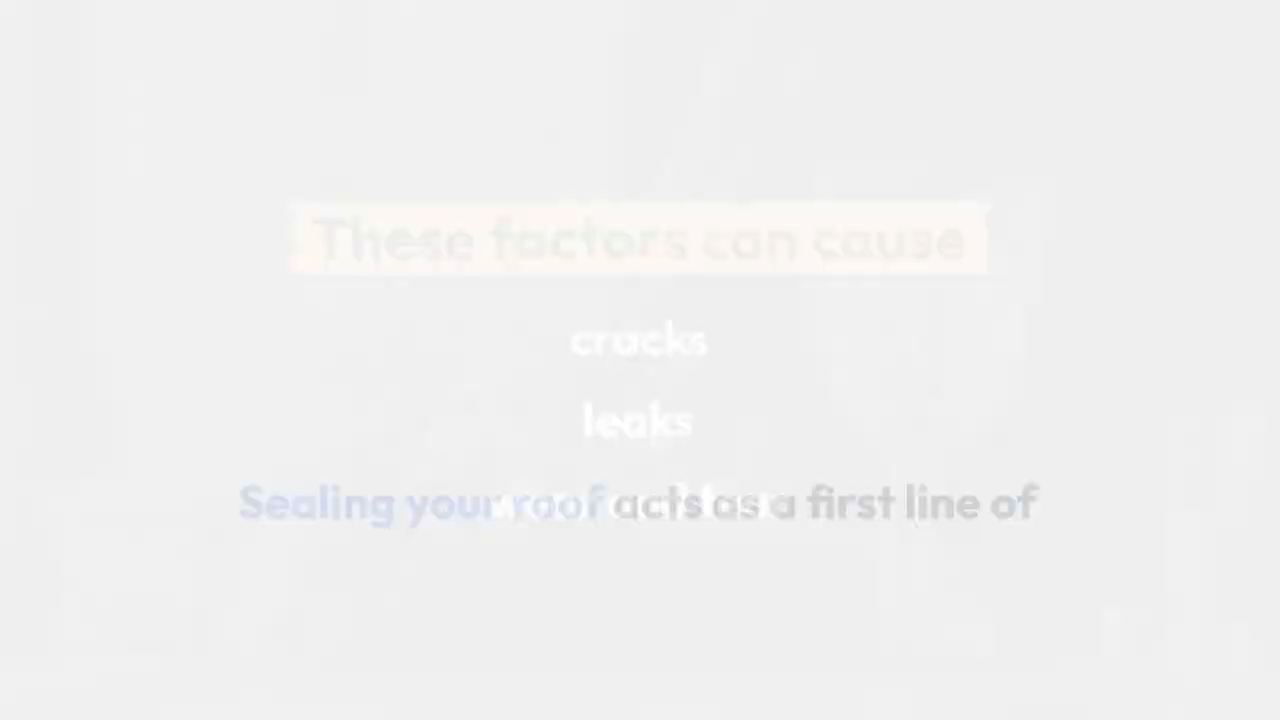 These factors can cause
cracks
leaks
Sealing your roof acts as a first line of